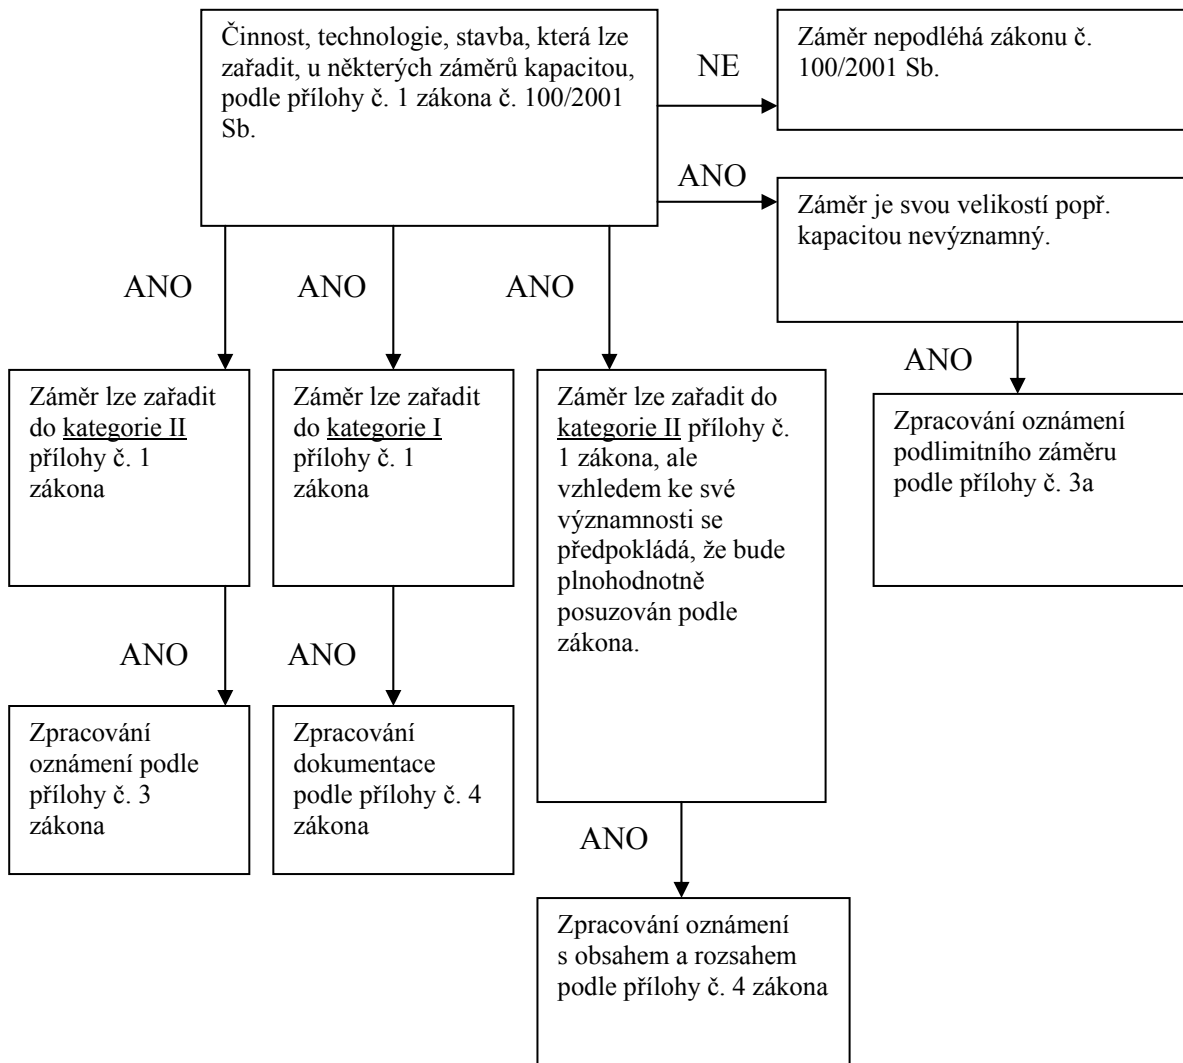 Činnost, technologie, stavba, která lze
zařadit, u některých záměrů kapacitou,
podle přílohy č. 1 zákona č. 100/2001
Sb.
NE
Záměr nepodléhá zákonu č.
100/2001 Sb.
ANO
Záměr je svou velikostí popř.
kapacitou nevýznamný.
ANO
ANO
ANO
ANO
Záměr lze zařadit
do kategorie II
přílohy č. 1
zákona
Záměr lze zařadit
do kategorie I
přílohy č. 1
zákona
Záměr lze zařadit do
kategorie II přílohy č.
1 zákona, ale
vzhledem ke své
významnosti se
předpokládá, že bude
plnohodnotně
posuzován podle
zákona.
Zpracování oznámení
podlimitního záměru
podle přílohy č. 3a
ANO
ANO
Zpracování
oznámení podle
přílohy č. 3
zákona
Zpracování
dokumentace
podle přílohy č. 4
zákona
ANO
Zpracování oznámení
s obsahem a rozsahem
podle přílohy č. 4 zákona